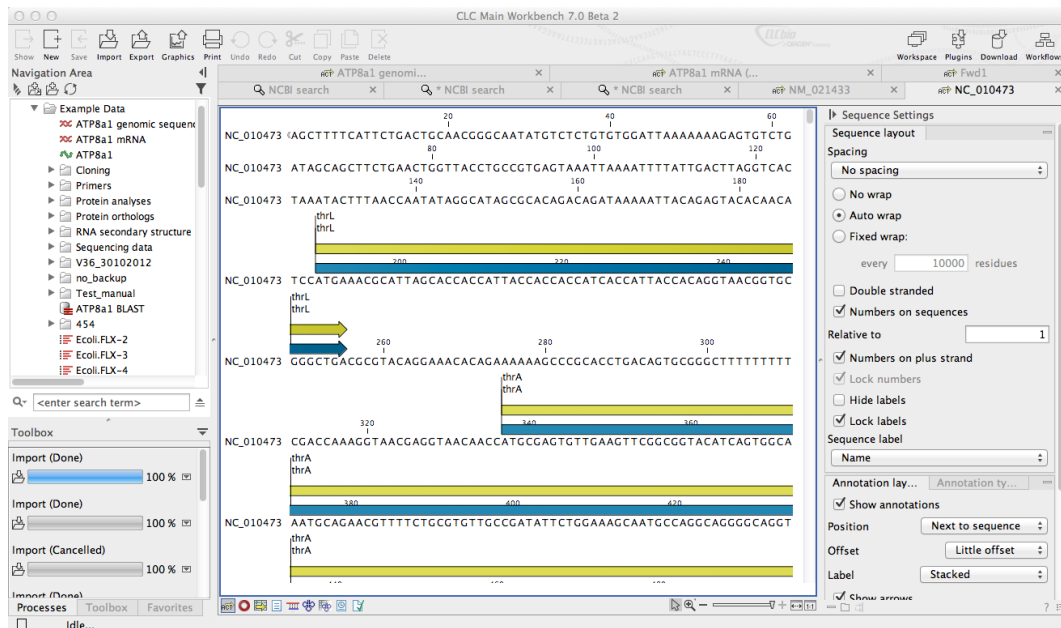 CLC Main Workbench 7.0 Beta 2
Show New Save Import Export Graphics Print Undo Redo Cut Copy Paste Delete Workspace Plugins Download Workflows
Navigation Area
Example Data
ATP8a1 genomic sequenc
ATP8a1 mRNA
ATP8a1
Cloning
Primers
Protein analyses
Protein orthologs
RNA secondary structure
Sequencing data
V36_30102012
no_backup
Test_manual
ATP8a1 BLAST
454
Ecoli.FLX-2
Ecoli.FLX-3
Ecoli.FLX-4
<enter search term>
Toolbox
Import (Done)
100 %
Import (Done)
100 %
Import (Cancelled)
100 %
Import (Done)
Processes Toolbox Favorites
Idle...
ATP8a1 genomi... ATP8a1 mRNA (... Fwd1
NCBI search * NCBI search * NCBI search NM_021433 NC_010473
20 40 60
NC_010473 AGCTTTTCATTCTGACTGCAACGGGCAATATGTCTCTGTGTGGATTAAAAAAAGAGTGTCTG
80 100 120
NC_010473 ATAGCAGCTTCTGAACTGGTTACCTGCCGTGAGTAAATTAAAATTTTATTGACTTAGGTCAC
140 160 180
NC_010473 TAAATACTTTAACCAATATAGGCATAGCGCACAGACAGATAAAAATTACAGAGTACACAACA
thrL
thrL
200 220 240
NC_010473 TCCATGAAACGCATTAGCACCACCATTACCACCACCATCACCATTACCACAGGTAACGGTGC
thrL
thrL
260 280 300
NC_010473 GGGCTGACGCGTACAGGAAACACAGAAAAAAGCCCGCACCTGACAGTGCGGGCTTTTTTTTT
thrA
thrA
320 340 360
NC_010473 CGACCAAAGGTAACGAGGTAACAACCATGCGAGTGTTGAAGTTCGGCGGTACATCAGTGGCA
thrA
thrA
380 400 420
NC_010473 AATGCAGAACGTTTTCTGCGTGTTGCCGATATTCTGGAAAGCAATGCCAGGCAGGGGCAGGT
thrA
thrA
Sequence Settings
Sequence layout
Spacing
No spacing
No wrap
Auto wrap
Fixed wrap:
every 10000 residues
Double stranded
Numbers on sequences
Relative to 1
Numbers on plus strand
Lock numbers
Hide labels
Lock labels
Sequence label
Name
Annotation lay... Annotation ty...
Show annotations
Position Next to sequence
Offset Little offset
Label Stacked
Show arrows